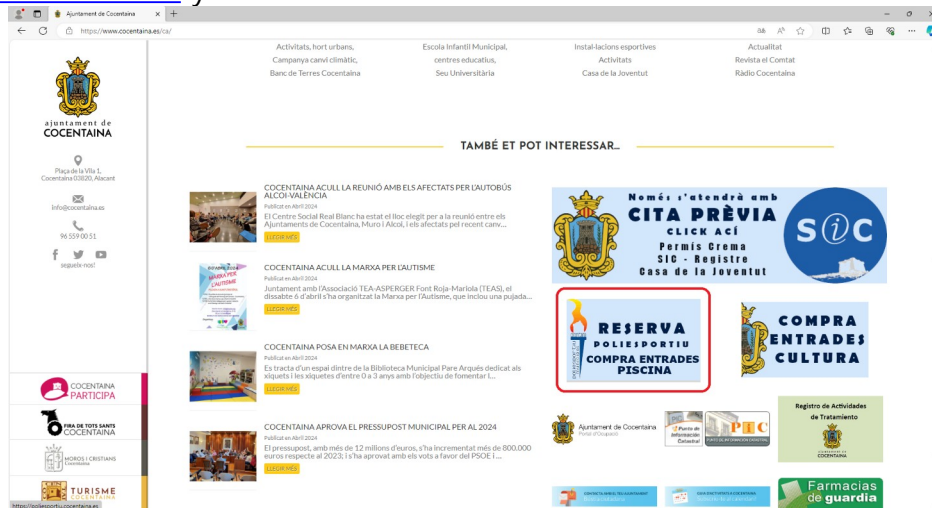 Ajuntament de Cocentaina
https://www.cocentaina.es/ca/
Activitats, hort urbans,
Campanya canvi climàtic,
Banc de Terres Cocentaina
Escola Infantil Municipal,
centres educatius,
Seu Universitària
Instal·lacions esportives
Activitats
Casa de la Joventut
Actualitat
Revista el Comtat
Ràdio Cocentaina
ajuntament de
COCENTAINA
Plaça de la Vila 1,
Cocentaina 03820, Alacant
info@cocentaina.es
96 559 00 51
segueix-nos!
COCENTAINA
PARTICIPA
FIRA DE TOTS SANTS
COCENTAINA
MOROS I CRISTIANS
Cocentaina
TURISME
COCENTAINA
https://poliesportiu.cocentaina.es
TAMBÉ ET POT INTERESSAR...
COCENTAINA ACULL LA REUNIÓ AMB ELS AFECTATS PER L'AUTOBÚS
ALCOI-VALÈNCIA
Publicat en Abril 2024
El Centre Social Real Blanc ha estat el lloc elegit per a la reunió entre els
Ajuntaments de Cocentaina, Muro i Alcoi, i els afectats pel recent canv...
LLEGIR MÉS
COCENTAINA ACULL LA MARXA PER L'AUTISME
Publicat en Abril 2024
Juntament amb l'Associació TEA-ASPERGER Font Roja-Mariola (TEAS), el
dissabte 6 d'abril s'ha organitzat la Marxa per l'Autisme, que inclou una pujada...
LLEGIR MÉS
COCENTAINA POSA EN MARXA LA BEBETECA
Publicat en Abril 2024
Es tracta d'un espai dintre de la Biblioteca Municipal Pare Arqués dedicat als
xiquets i les xiquetes d'entre 0 a 3 anys amb l'objectiu de fomentar l...
LLEGIR MÉS
COCENTAINA APROVA EL PRESSUPOST MUNICIPAL PER AL 2024
Publicat en Abril 2024
El pressupost, amb més de 12 milions d'euros, s'ha incrementat més de 800.000
euros respecte al 2023; i s'ha aprovat amb els vots a favor del PSOE i ...
LLEGIR MÉS
Només s'atendrà amb
CITA PRÈVIA
CLICK ACÍ
Permís Crema
SIC - Registre
Casa de la Joventut
SiC
RESERVA
POLIESPORTIU
COMPRA ENTRADES
PISCINA
COMPRA
ENTRADES
CULTURA
Ajuntament de Cocentaina
Punto de
Información
Catastral
PIC
PUNTO DE INFORMACIÓN CATASTRAL
Registro de Actividades
de Tratamiento
COCENTAINA
Farmacias
de guardia